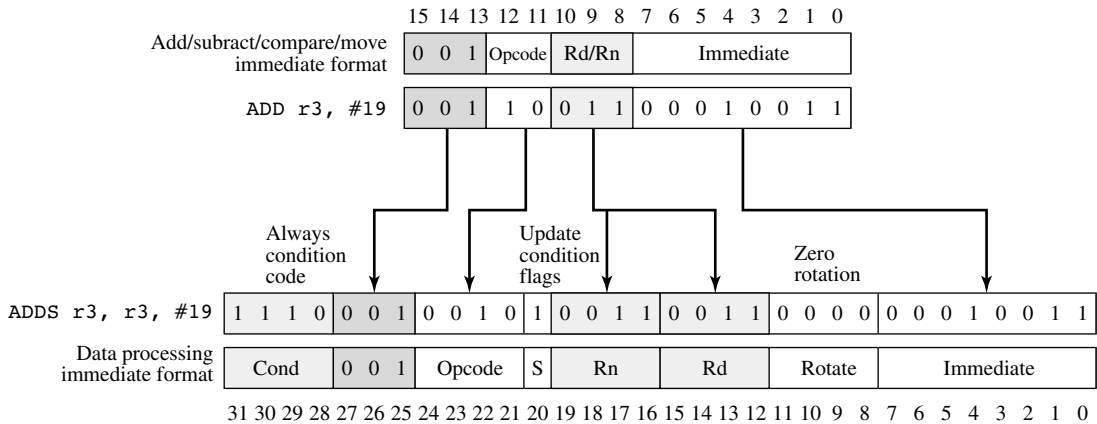 15 14 13 12 11 10 9 8 7 6 5 4 3 2 1 0
Add/subract/compare/move
immediate format
0 0 1 Opcode Rd/Rn Immediate
ADD r3, #19 0 0 1 1 0 0 1 1 0 0 0 1 0 0 1 1
Always
condition
code
Update
condition
flags
Zero
rotation
ADDS r3, r3, #19 1 1 1 0 0 0 1 0 0 1 0 1 0 0 1 1 0 0 1 1 0 0 0 0 0 0 0 1 0 0 1 1
Data processing
immediate format
Cond 0 0 1 Opcode S Rn Rd Rotate Immediate
31 30 29 28 27 26 25 24 23 22 21 20 19 18 17 16 15 14 13 12 11 10 9 8 7 6 5 4 3 2 1 0